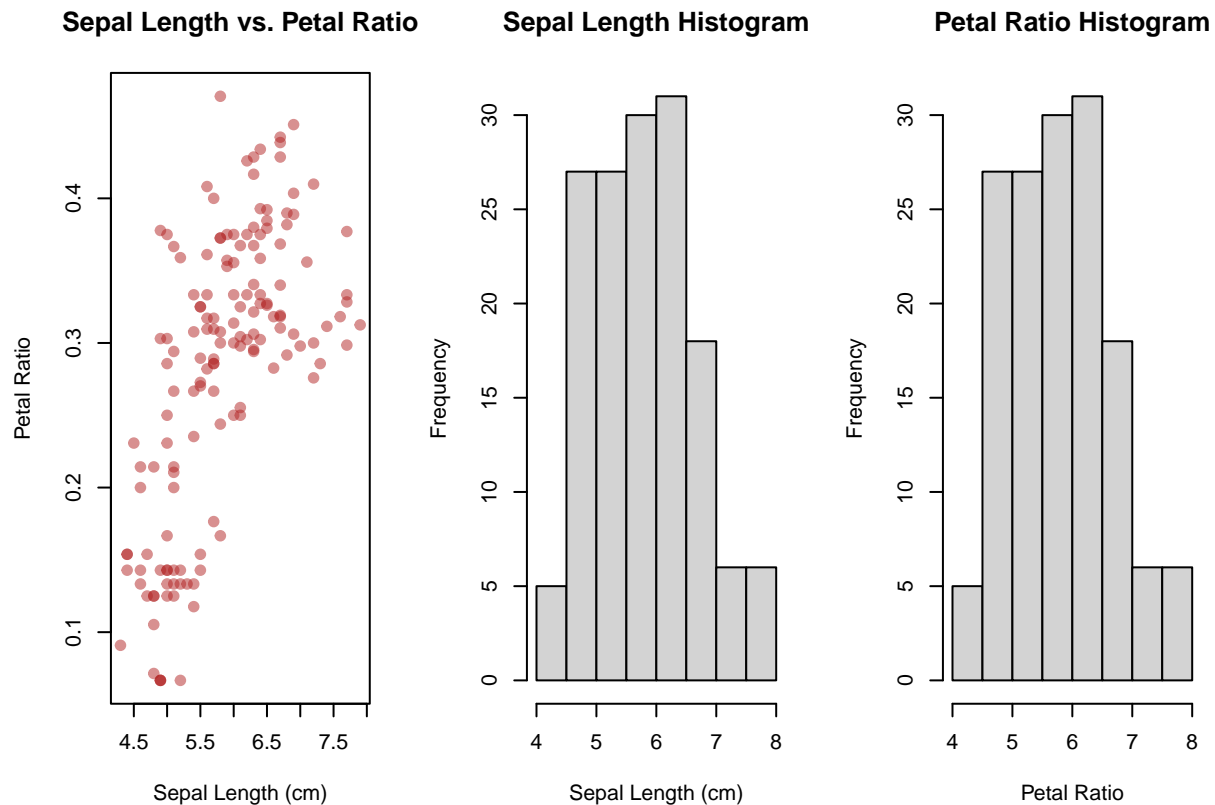 Sepal Length vs. Petal Ratio
0.4
0.3
0.2
0.1
Petal Ratio
4.5 5.5 6.5 7.5
Sepal Length (cm)
Sepal Length Histogram
30
25
20
15
10
5
0
Frequency
4 5 6 7 8
Sepal Length (cm)
Petal Ratio Histogram
30
25
20
15
10
5
0
Frequency
4 5 6 7 8
Petal Ratio